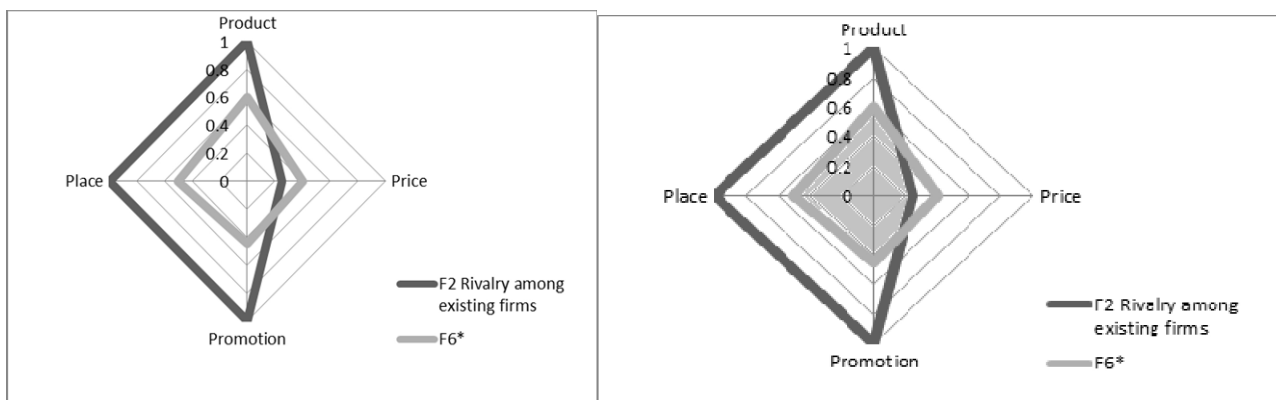 Product
1
0.8
0.6
0.4
0.2
0
Place
Price
F2 Rivalry among
existing firms
Promotion
F6*
Product
1
0.8
0.6
0.4
0.2
0
Place
Price
F2 Rivalry among
existing firms
Promotion
F6*